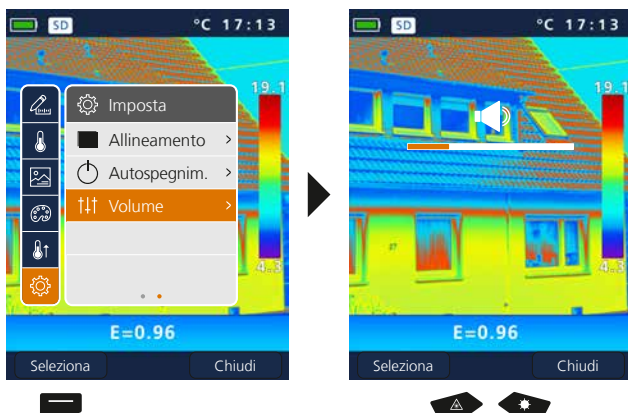 SD °C 17:13
19.1
Imposta
Allineamento
Autospegnim.
Volume
4.3
E=0.96
Seleziona Chiudi
SD °C 17:13
19.1
27
4.3
E=0.96
Seleziona Chiudi